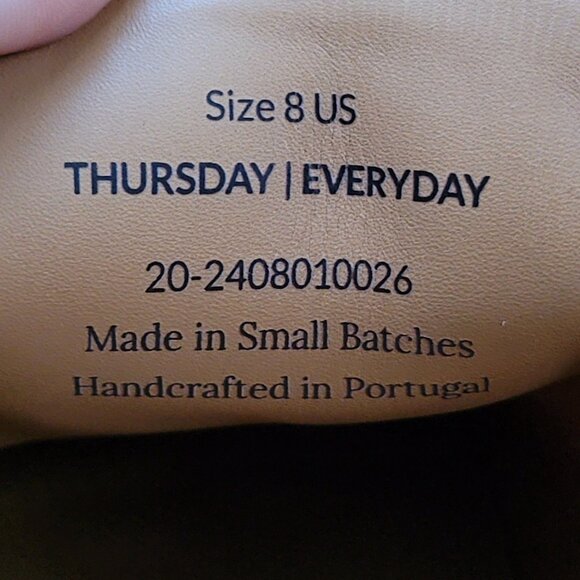 Size 8 US
THURSDAY | EVERYDAY
20-2408010026
Made in Small Batches
Handcrafted in Portugal